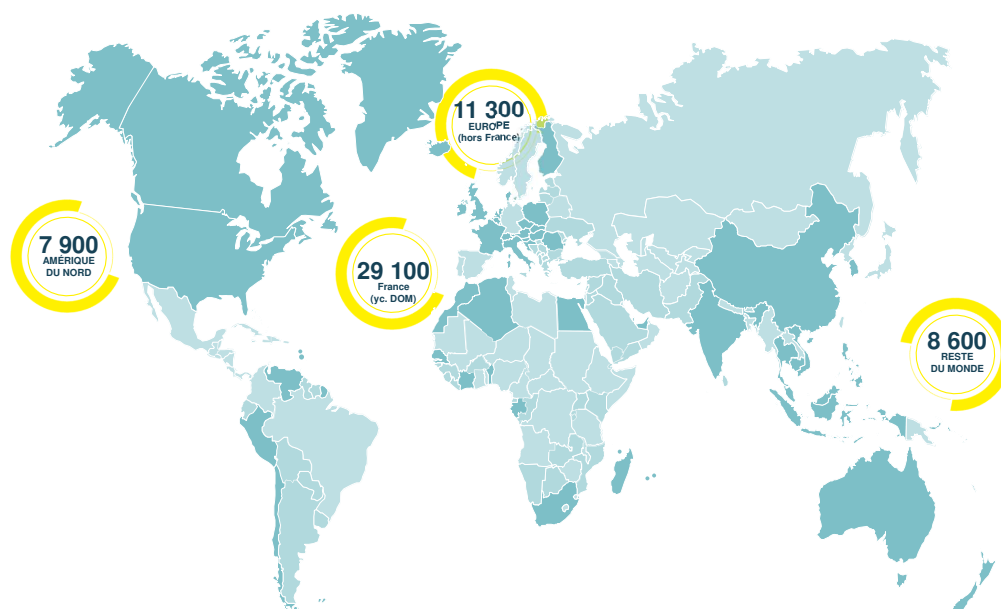 11 300
EUROPE
(hors France)
7 900
AMÉRIQUE
DU NORD
29 100
France
(yc. DOM)
8 600
RESTE
DU MONDE